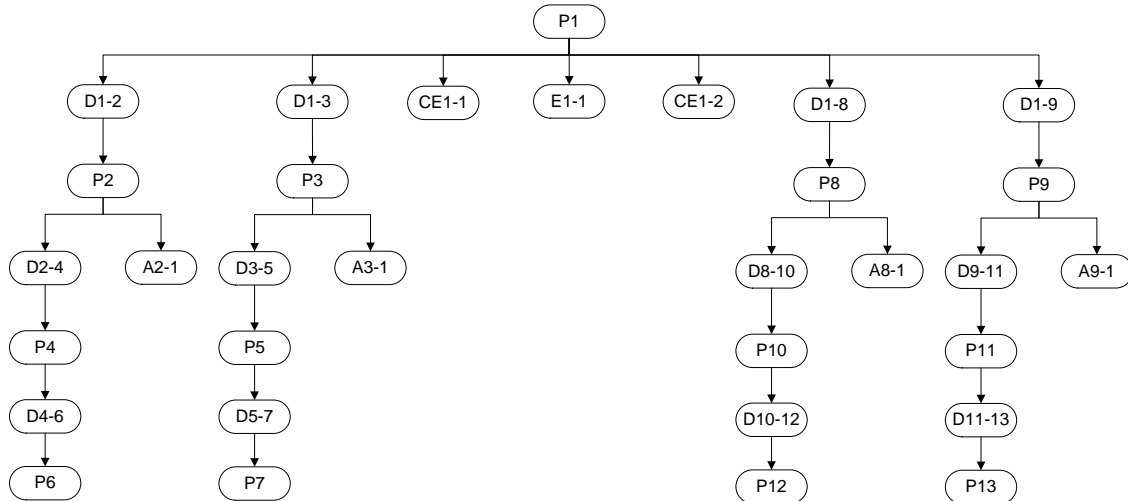 P1
D1-2
D1-3
CE1-1
E1-1
CE1-2
D1-8
D1-9
P2
P3
P8
P9
D2-4
A2-1
D3-5
A3-1
D8-10
A8-1
D9-11
A9-1
P4
P5
P10
P11
D4-6
D5-7
D10-12
D11-13
P6
P7
P12
P13